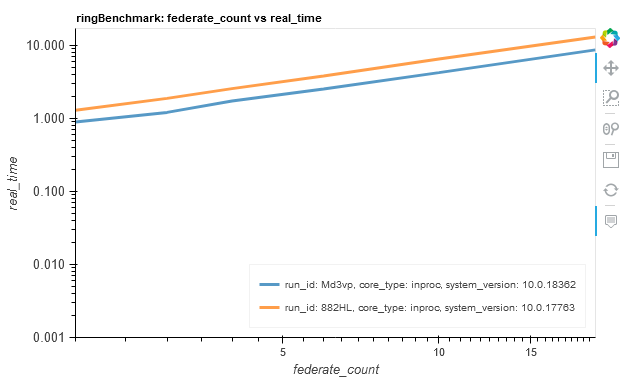 ringBenchmark: federate_count vs real_time
10.000
1.000
0.100
0.010
0.001
real_time
run_id: Md3vp, core_type: inproc, system_version: 10.0.18362
run_id: 882HL, core_type: inproc, system_version: 10.0.17763
5
10
15
federate_count